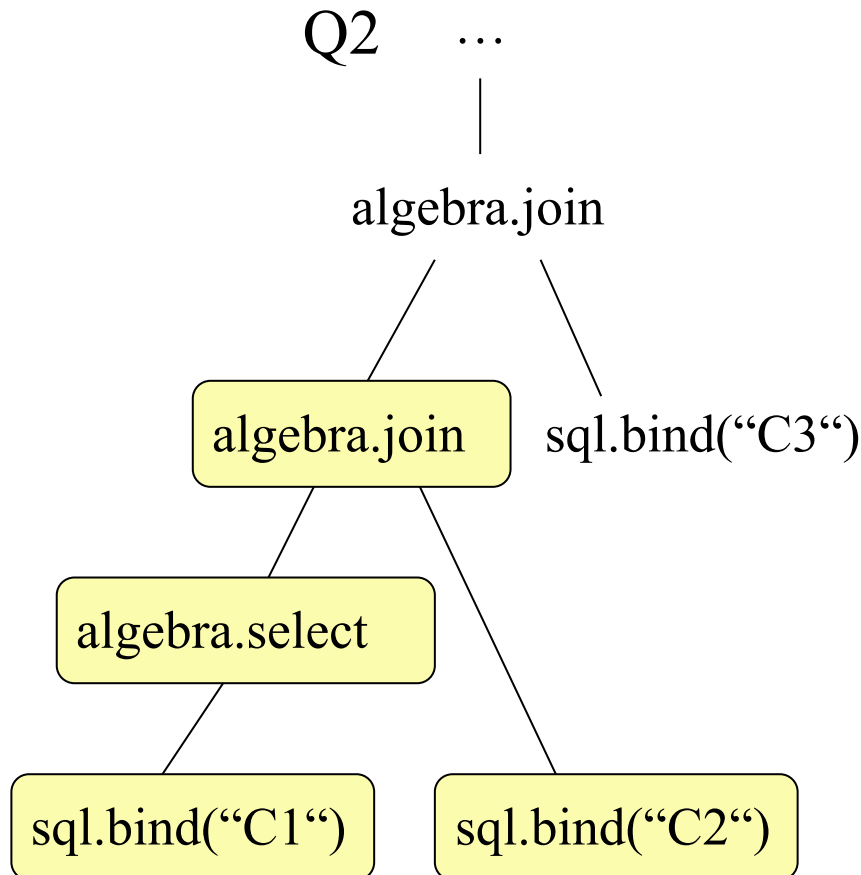 Q2 …
algebra.join
algebra.join
sql.bind(“C3“)
algebra.select
sql.bind(“C1“)
sql.bind(“C2“)